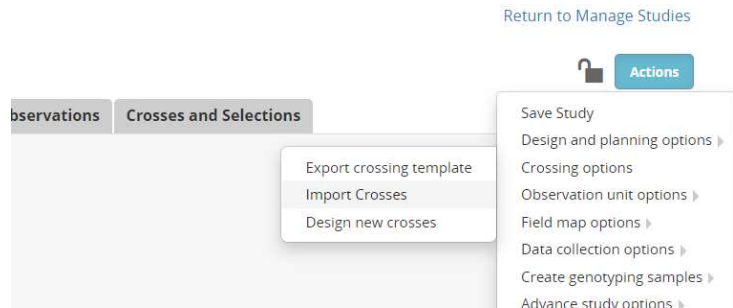 Return to Manage Studies
Actions
bservations
Crosses and Selections
Save Study
Design and planning options
Export crossing template
Crossing options
Import Crosses
Observation unit options
Design new crosses
Field map options
Data collection options
Create genotyping samples
Advance study options